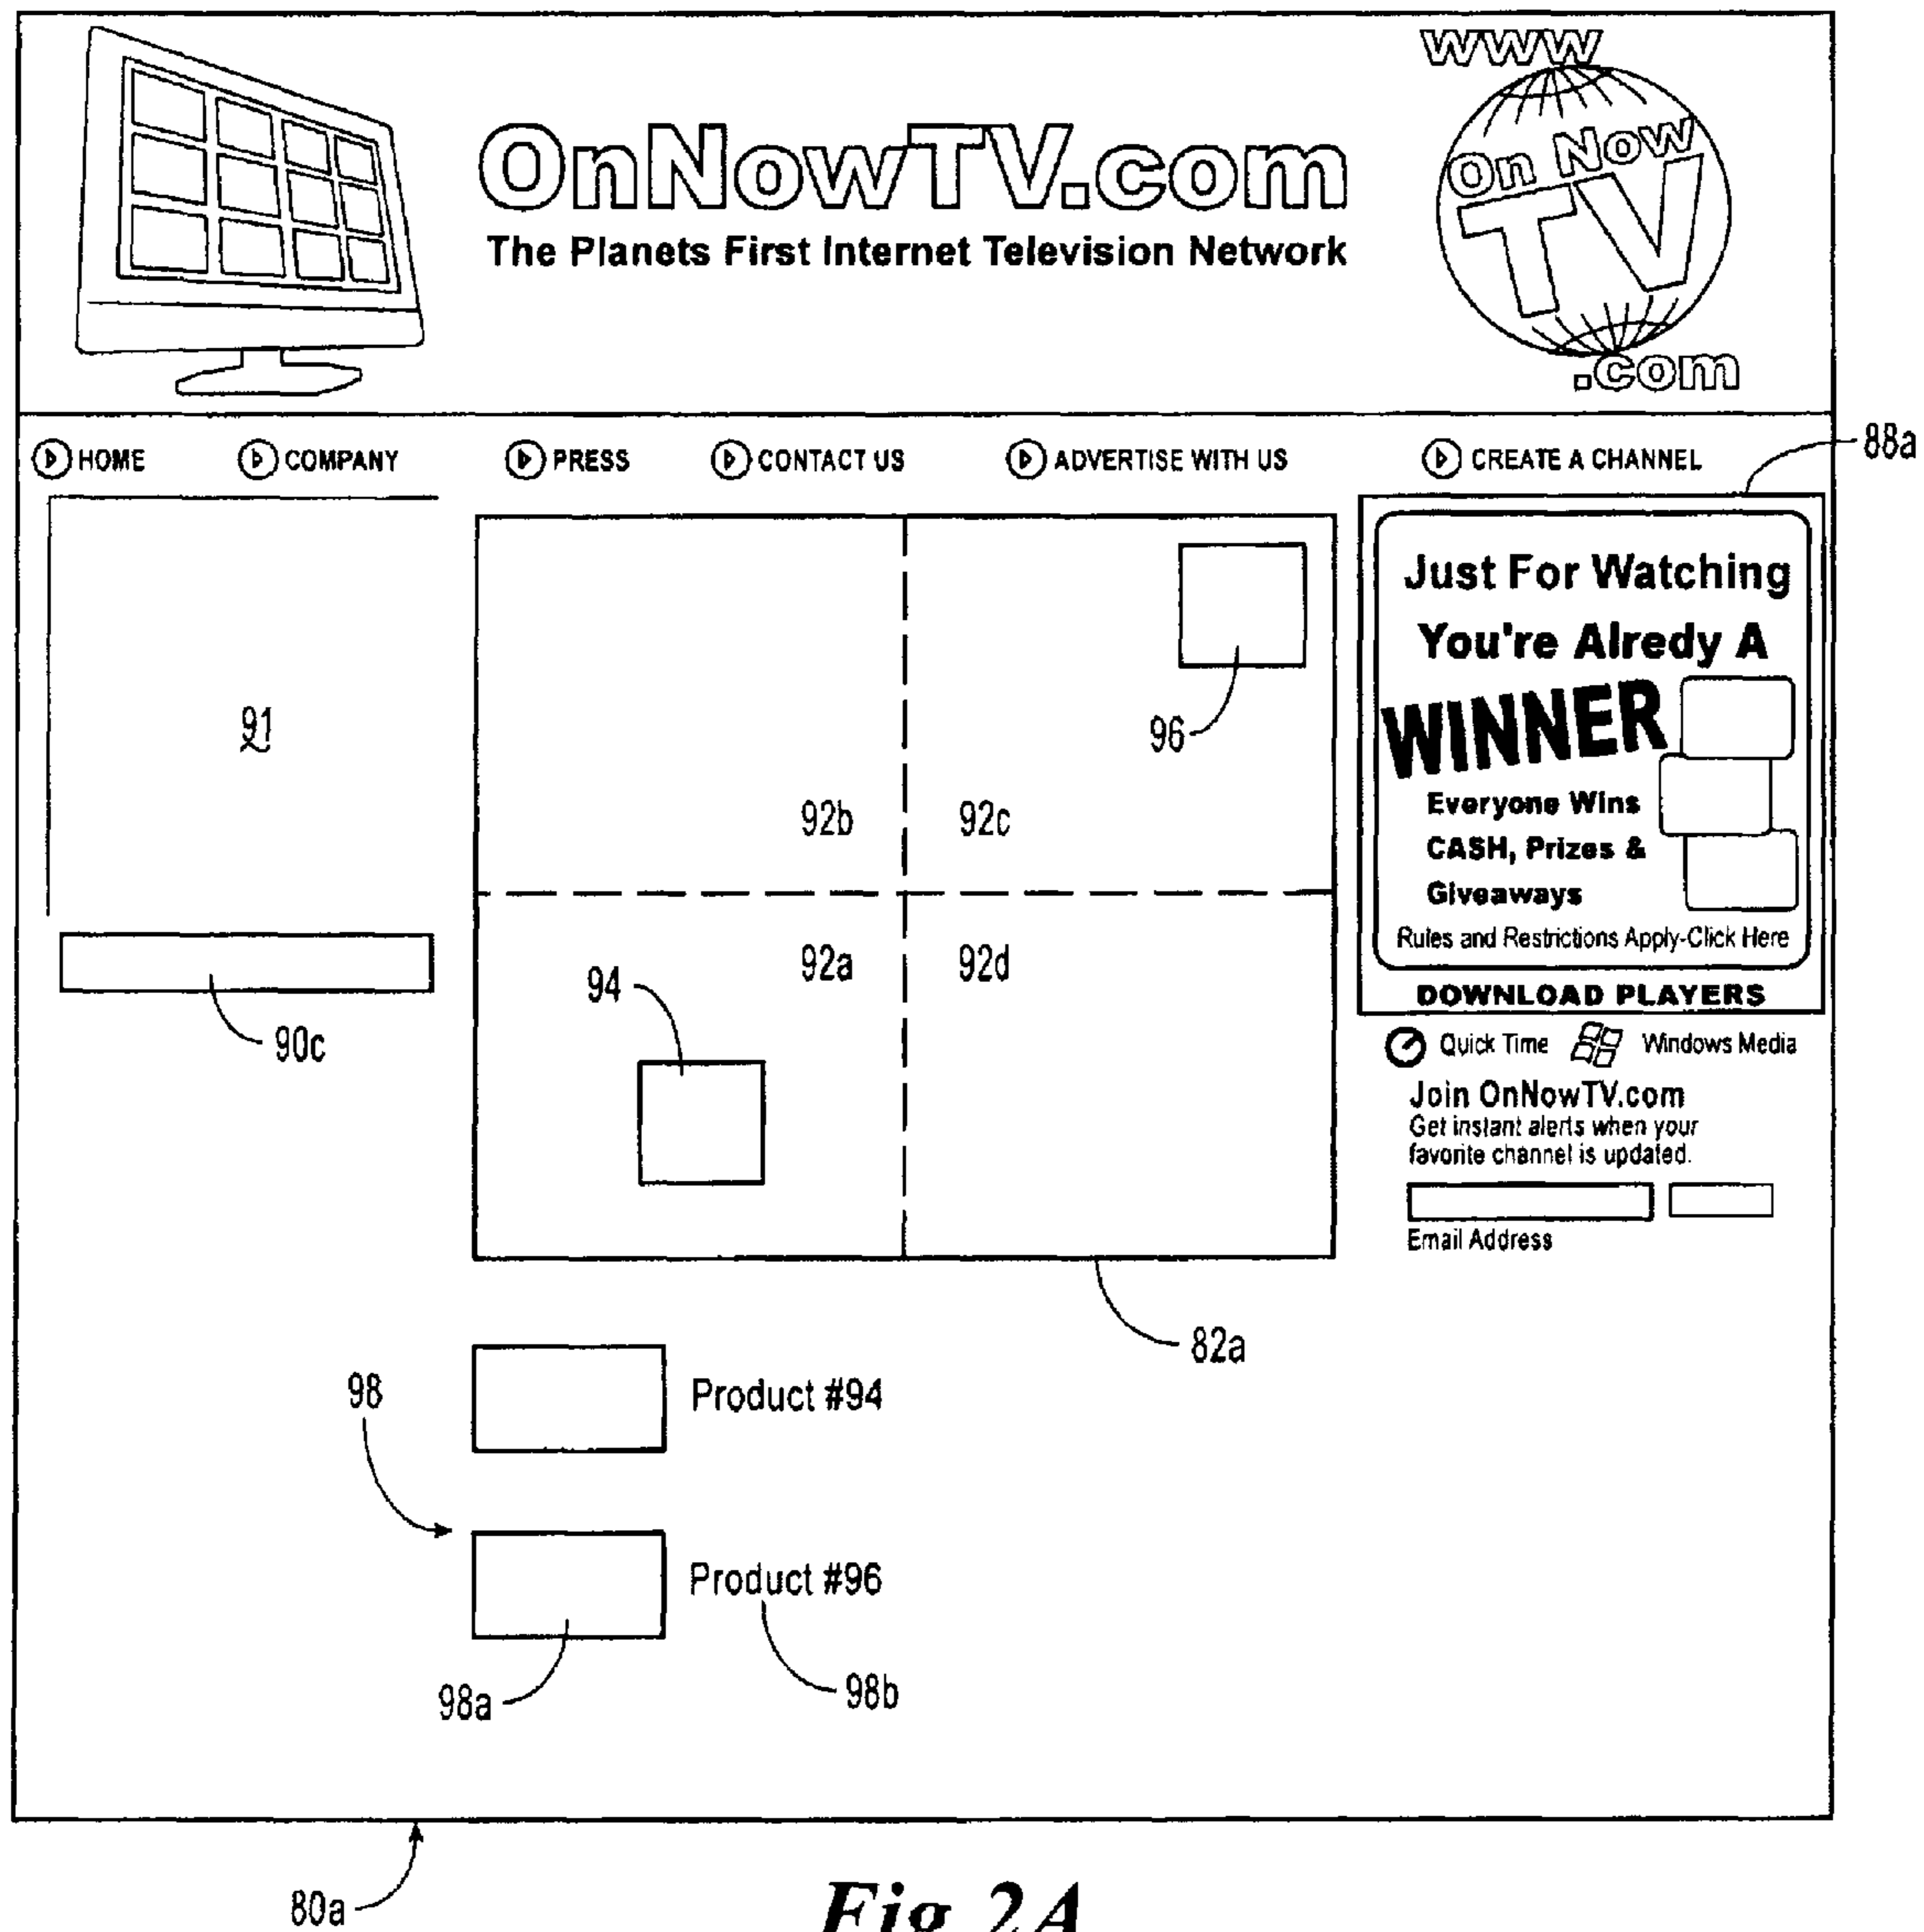 www
OnNowTV.com
On Now
TV
.com
The Planets First Internet Television Network
HOME COMPANY PRESS CONTACT US ADVERTISE WITH US CREATE A CHANNEL
88a
Just For Watching
You're Alredy A
WINNER
Everyone Wins
CASH, Prizes &
Giveaways
Rules and Restrictions Apply-Click Here
DOWNLOAD PLAYERS
Quick Time Windows Media
Join OnNowTV.com
Get instant alerts when your
favorite channel is updated.
Email Address
91
96
92b 92c
92a 92d
94
90c
82a
98
Product #94
Product #96
98a
98b
80a
Fig 2A